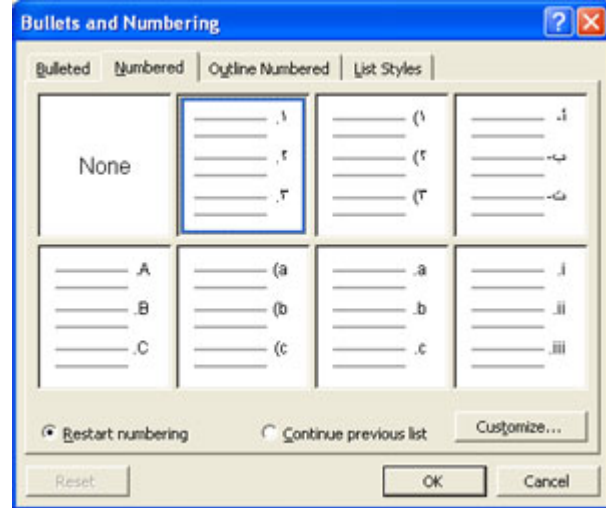 Bullets and Numbering
Bulleted Numbered Outline Numbered List Styles
None
١.
٢.
٣.
١)
٢)
٣)
أ-
ب-
ت-
.A
.B
.C
(a
(b
(c
.a
.b
.c
.i
.ii
.iii
Restart numbering Continue previous list Customize...
Reset OK Cancel